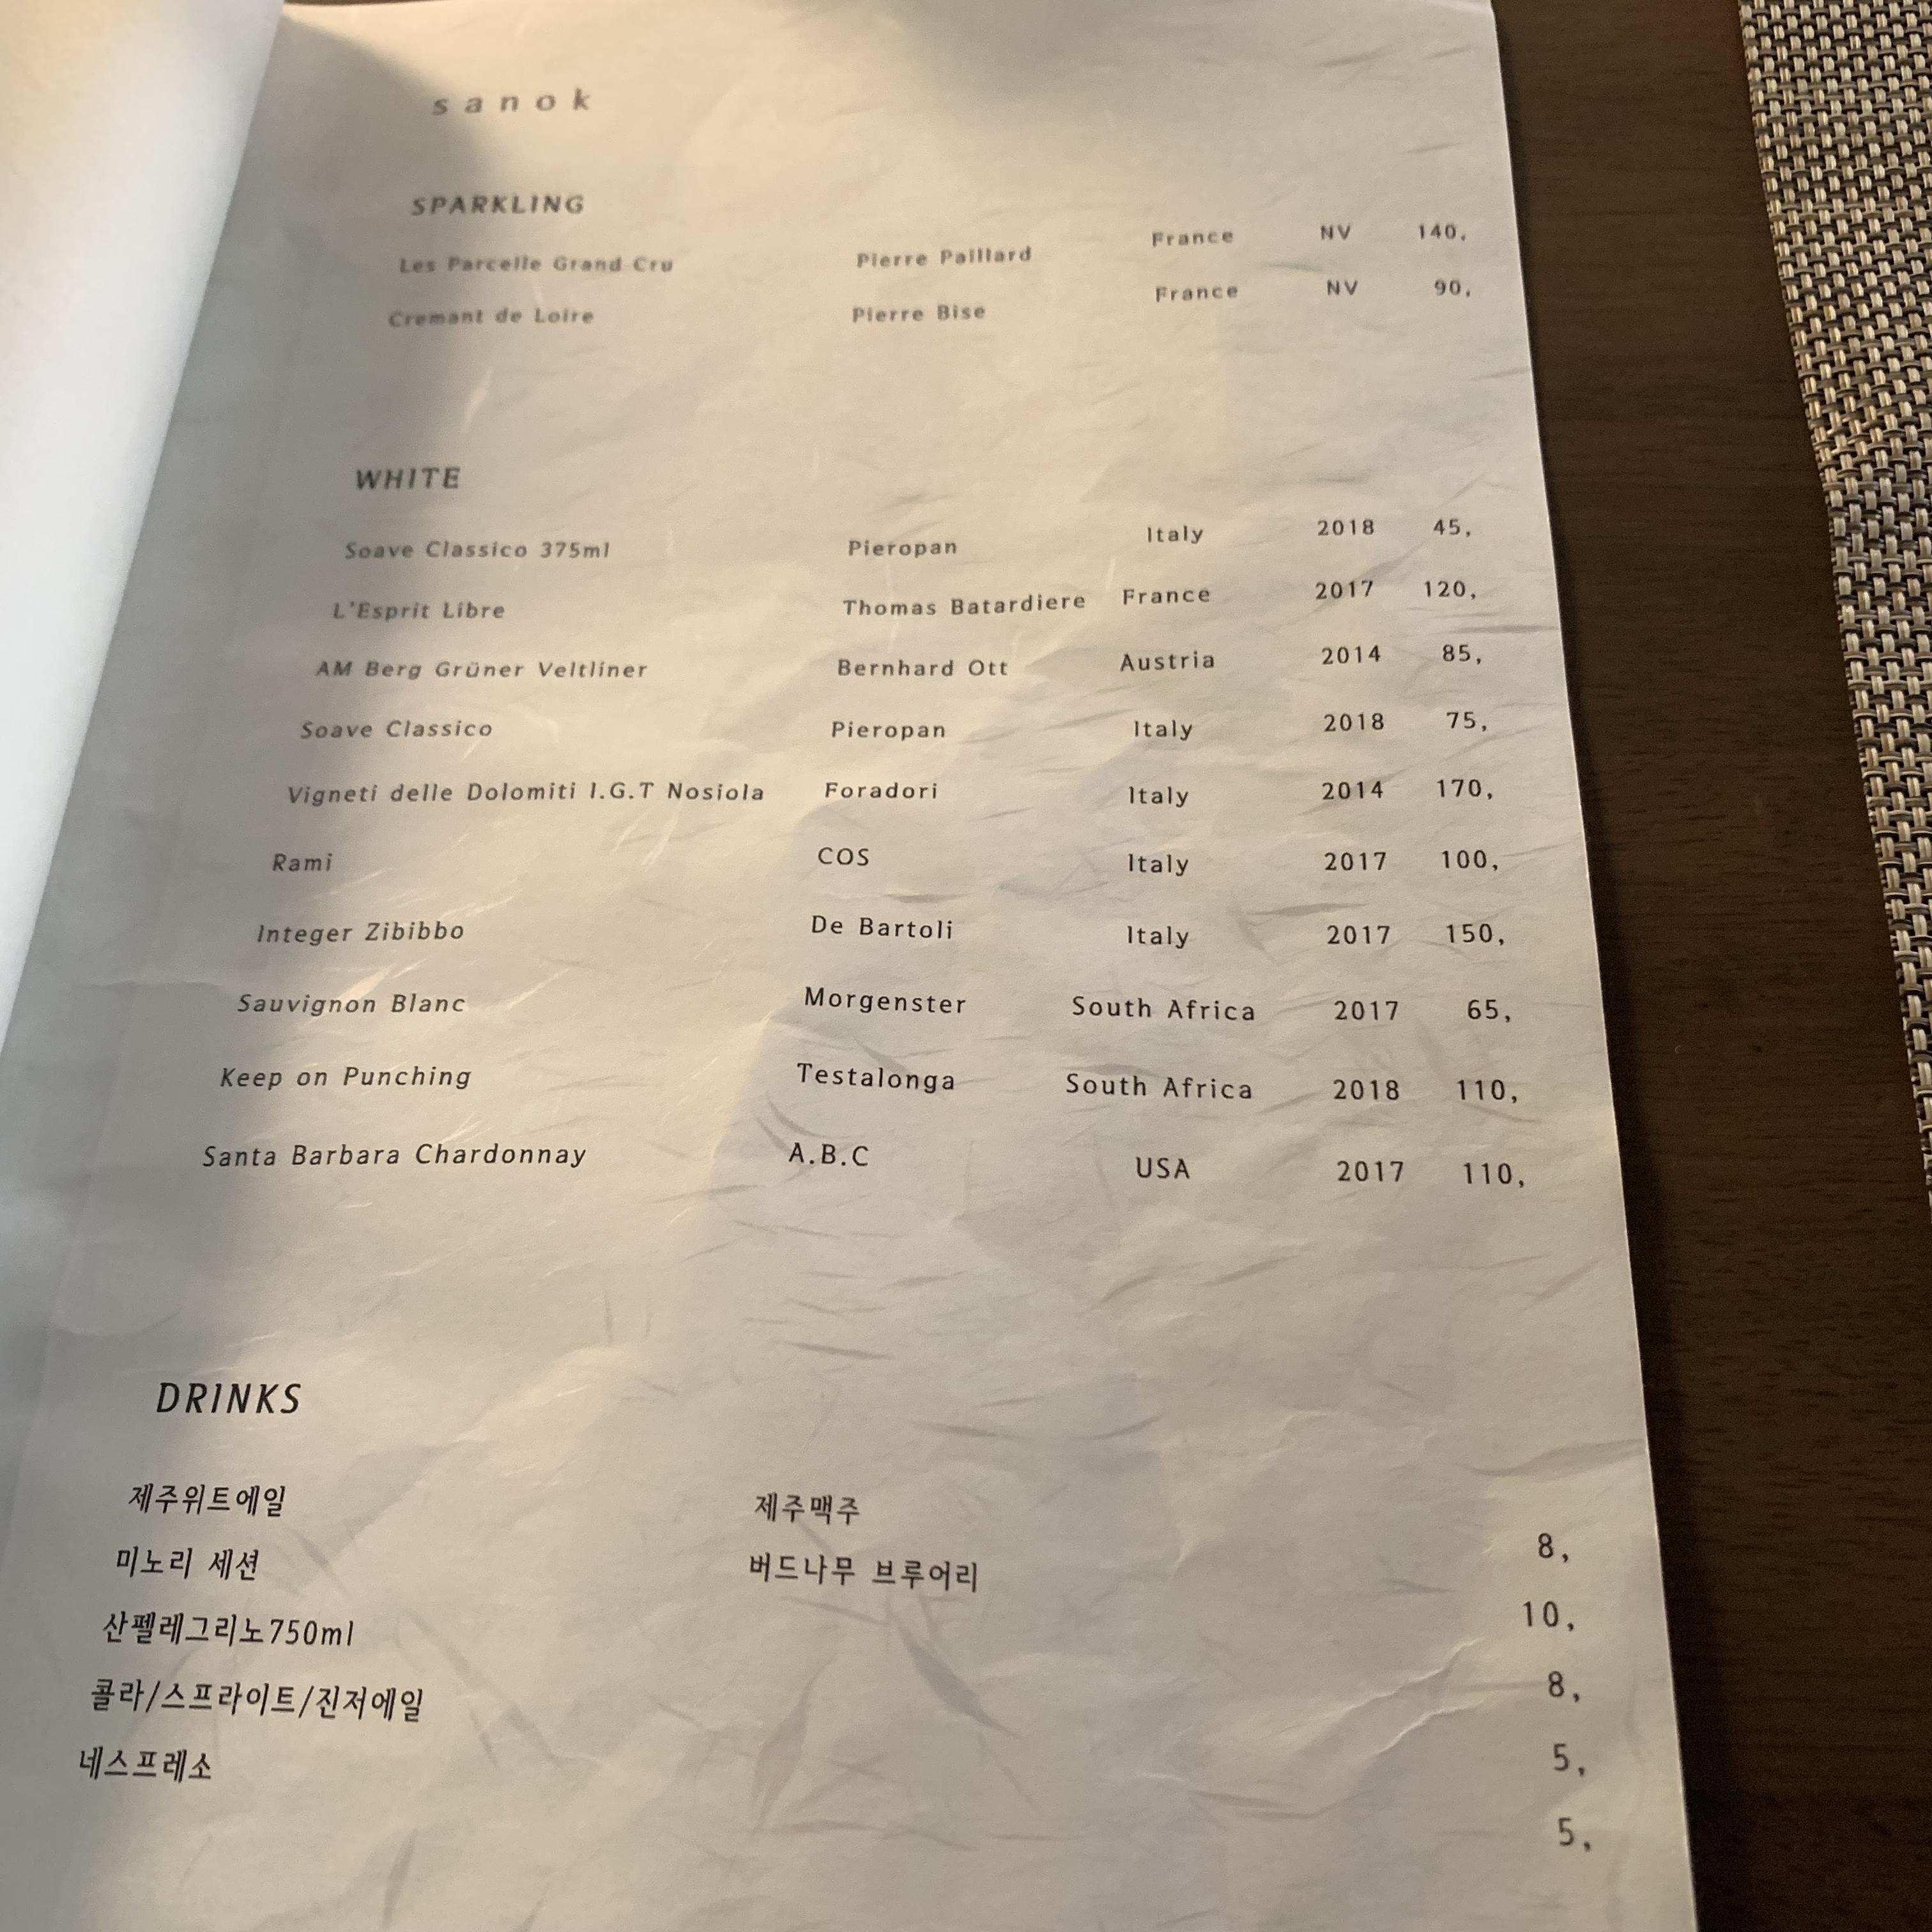 sanok
SPARKLING
Les Parcelle Grand Cru Pierre Paillard France NV 140,
Cremant de Loire Pierre Bise France NV 90,
WHITE
Soave Classico 375ml Pieropan Italy 2018 45,
L'Esprit Libre Thomas Batardiere France 2017 120,
AM Berg Grüner Veltliner Bernhard Ott Austria 2014 85,
Soave Classico Pieropan Italy 2018 75,
Vigneti delle Dolomiti I.G.T Nosiola Foradori Italy 2014 170,
Rami COS Italy 2017 100,
Integer Zibibbo De Bartoli Italy 2017 150,
Sauvignon Blanc Morgenster South Africa 2017 65,
Keep on Punching Testalonga South Africa 2018 110,
Santa Barbara Chardonnay A.B.C USA 2017 110,
DRINKS
제주위트에일 제주맥주 8,
미노리 세션 버드나무 브루어리 10,
산펠레그리노750ml 8,
콜라/스프라이트/진저에일 5,
네스프레소 5,